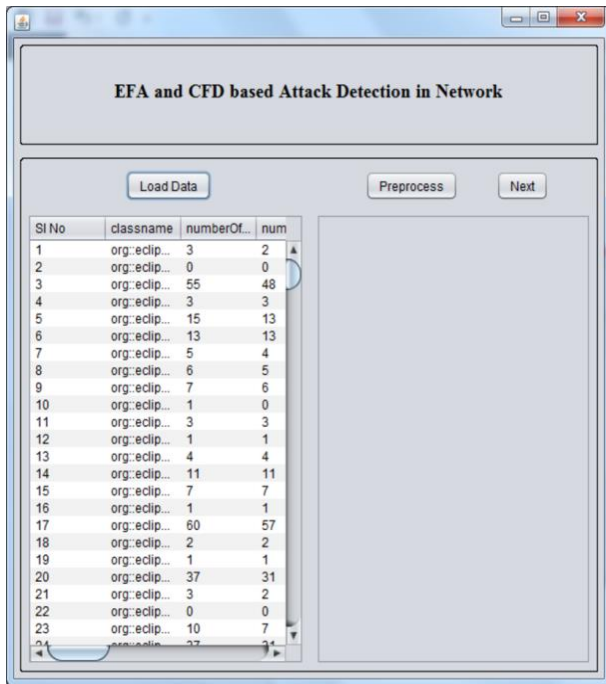 EFA and CFD based Attack Detection in Network
Load Data
Preprocess
Next
SI No classname numberOf... num
1 org::eclip... 3 2
2 org::eclip... 0 0
3 org::eclip... 55 48
4 org::eclip... 3 3
5 org::eclip... 15 13
6 org::eclip... 13 13
7 org::eclip... 5 4
8 org::eclip... 6 5
9 org::eclip... 7 6
10 org::eclip... 1 0
11 org::eclip... 3 3
12 org::eclip... 1 1
13 org::eclip... 4 4
14 org::eclip... 11 11
15 org::eclip... 7 7
16 org::eclip... 1 1
17 org::eclip... 60 57
18 org::eclip... 2 2
19 org::eclip... 1 1
20 org::eclip... 37 31
21 org::eclip... 3 2
22 org::eclip... 0 0
23 org::eclip... 10 7